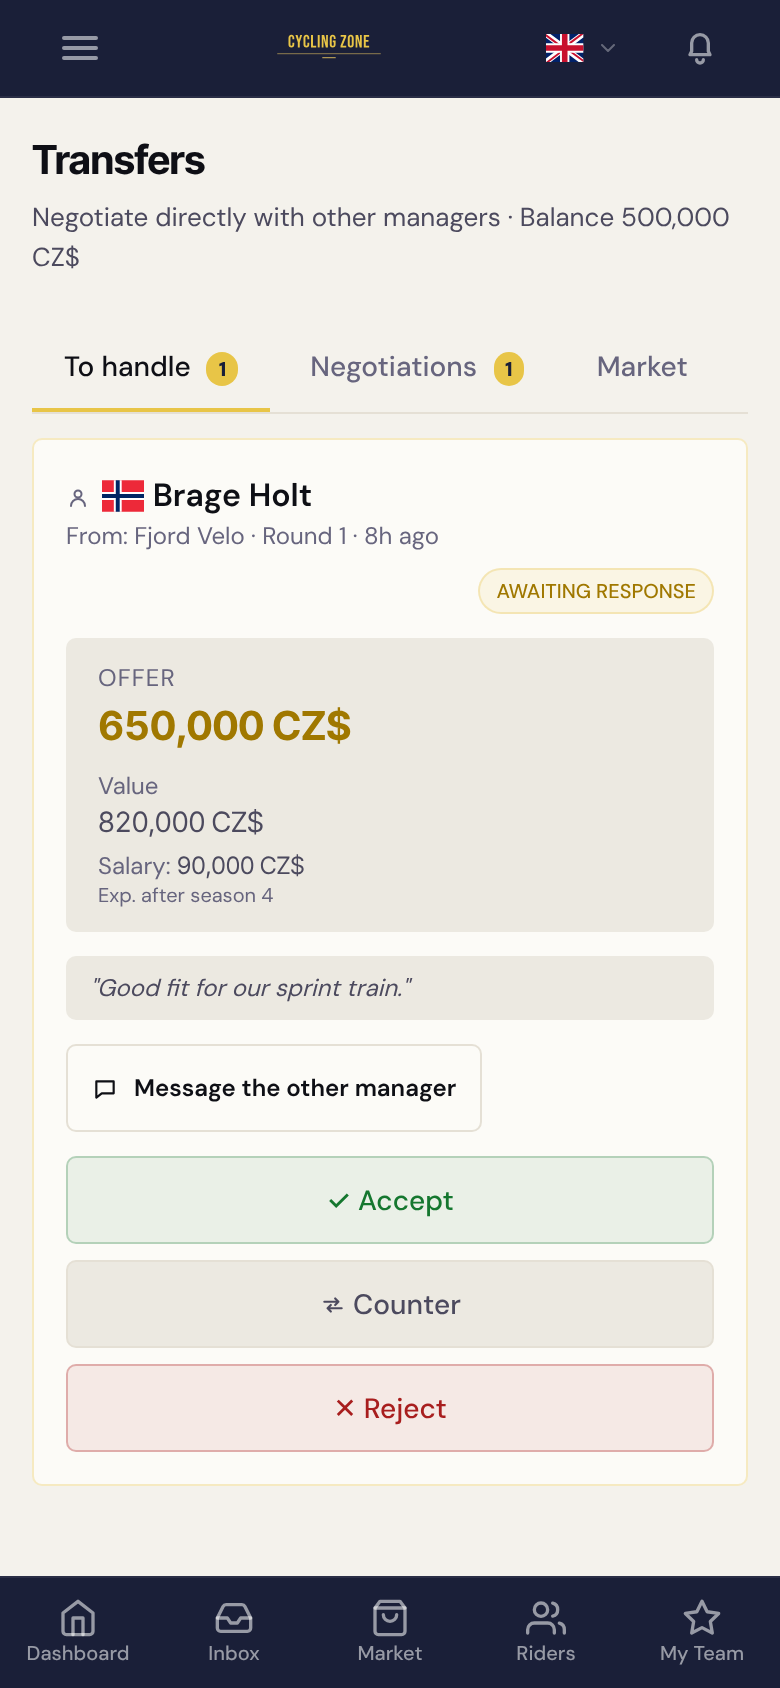 CYCLING ZONE
Transfers
Negotiate directly with other managers · Balance 500,000
CZ$
To handle 1 Negotiations 1 Market
Brage Holt
From: Fjord Velo · Round 1 · 8h ago
AWAITING RESPONSE
OFFER
650,000 CZ$
Value
820,000 CZ$
Salary: 90,000 CZ$
Exp. after season 4
"Good fit for our sprint train."
Message the other manager
✓ Accept
⇄ Counter
✕ Reject
Dashboard Inbox Market Riders My Team